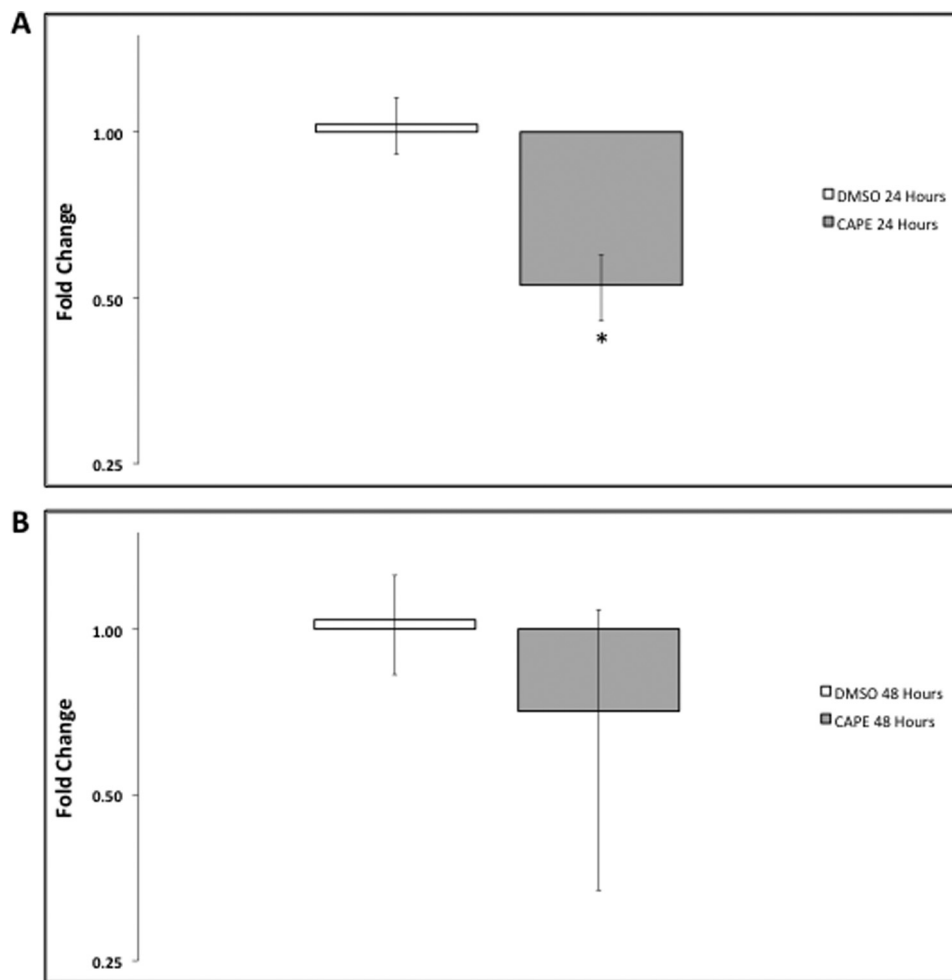 A
1.00
Fold Change
0.50
0.25
DMSO 24 Hours
CAPE 24 Hours
*
B
1.00
Fold Change
0.50
0.25
DMSO 48 Hours
CAPE 48 Hours